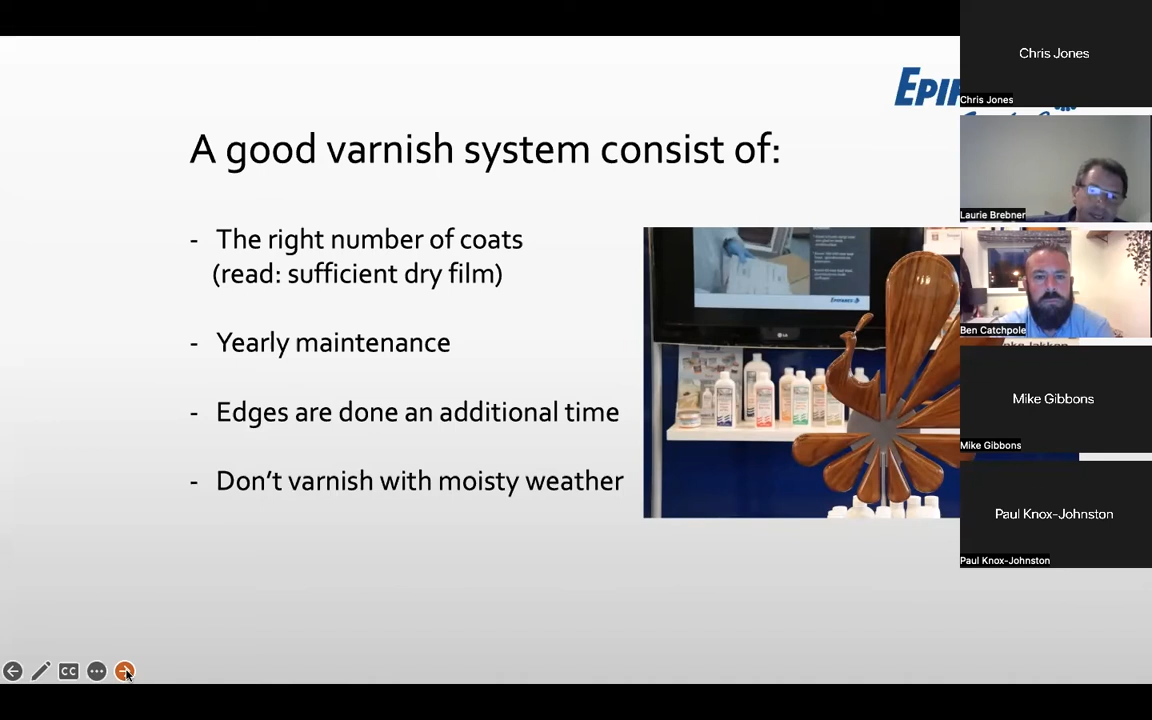 A good varnish system consist of:
- The right number of coats
(read: sufficient dry film)
- Yearly maintenance
- Edges are done an additional time
- Don't varnish with moisty weather
LG
CC
Chris Jones
Chris Jones
Laurie Brebner
Ben Catchpole
Mike Gibbons
Mike Gibbons
Paul Knox-Johnston
Paul Knox-Johnston